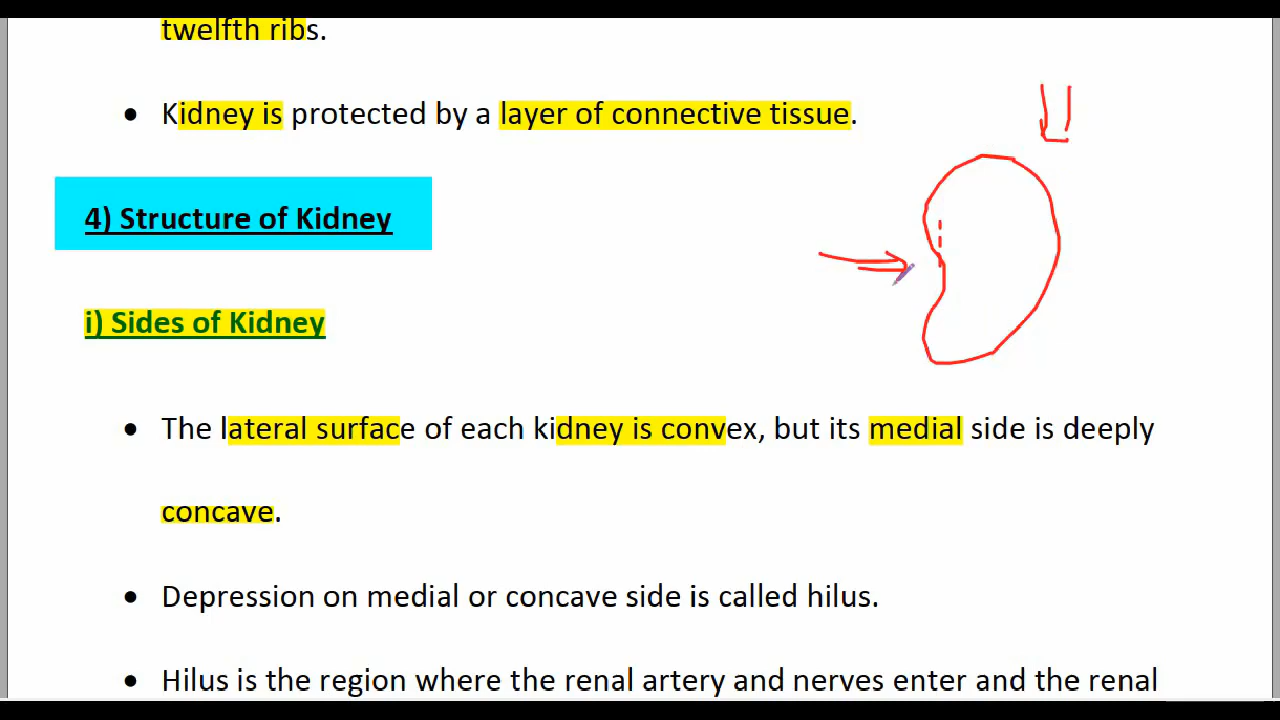 twelfth ribs.
• Kidney is protected by a layer of connective tissue.
4) Structure of Kidney
i) Sides of Kidney
• The lateral surface of each kidney is convex, but its medial side is deeply
concave.
• Depression on medial or concave side is called hilus.
• Hilus is the region where the renal artery and nerves enter and the renal